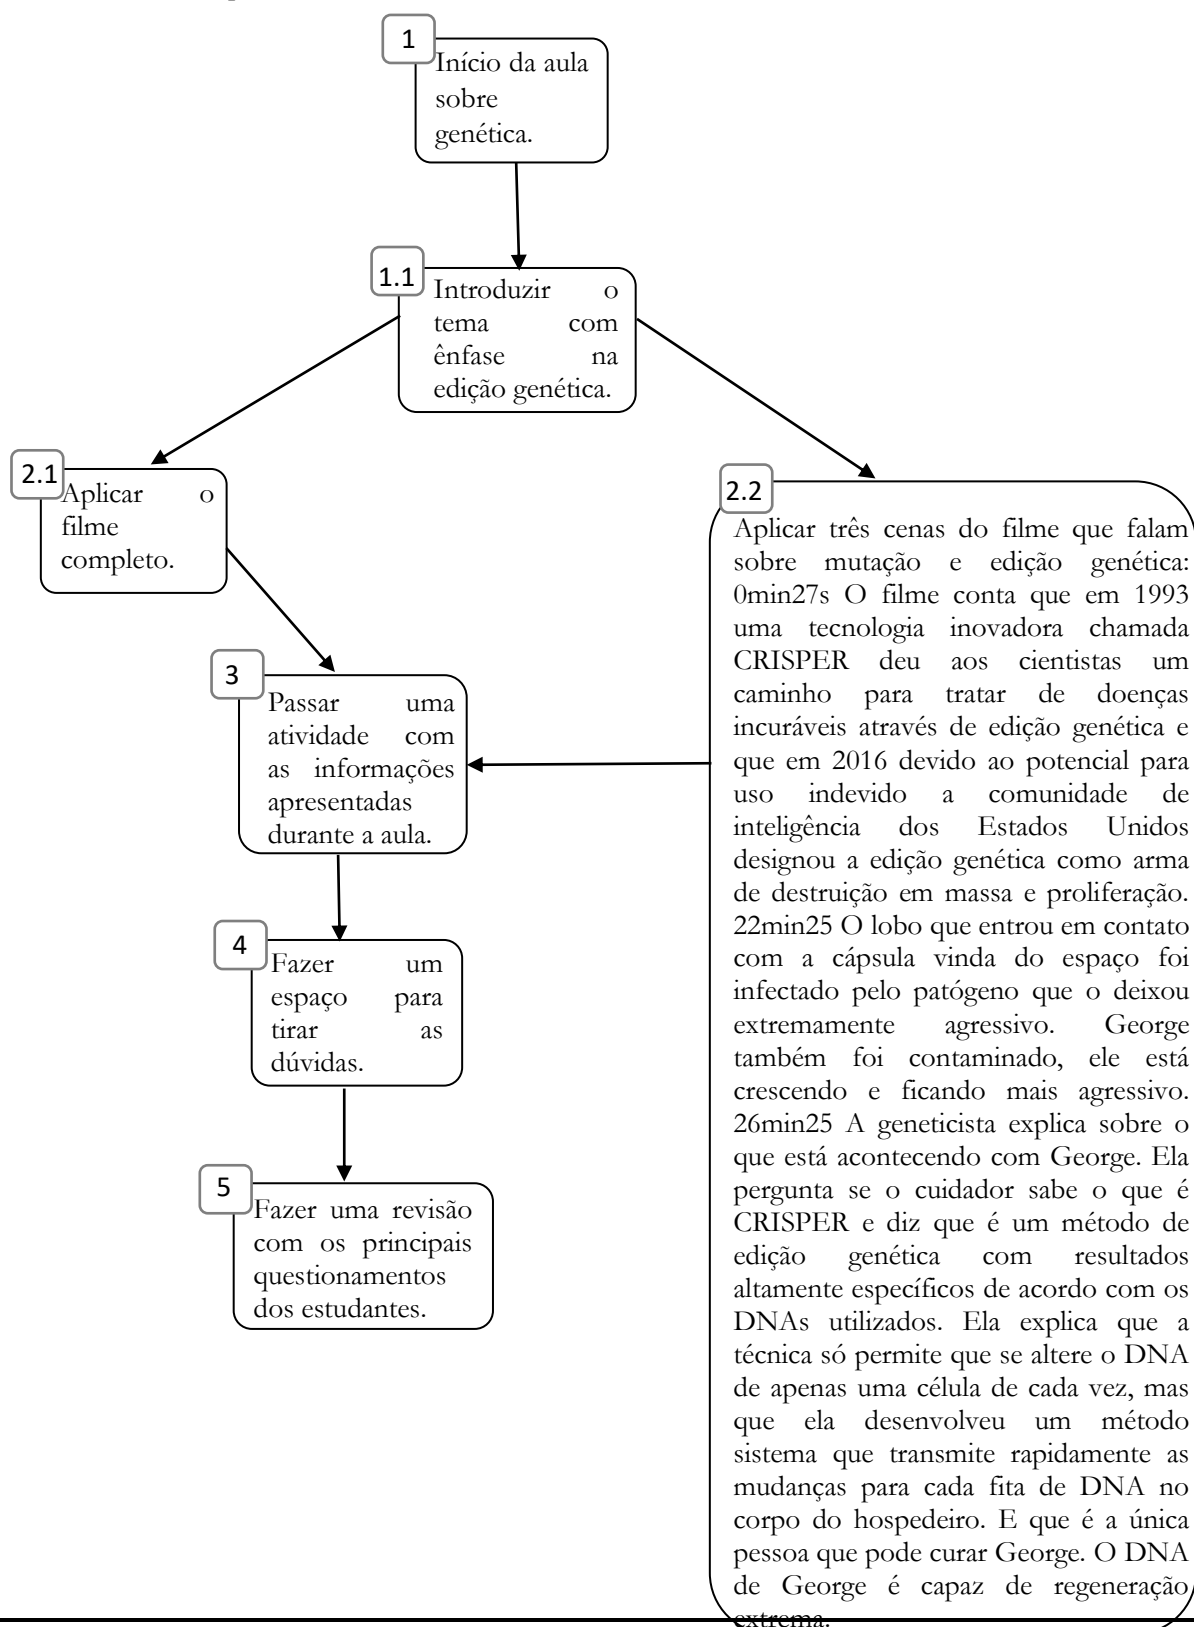 1
Início da aula
sobre
genética.
1.1
Introduzir o
tema com
ênfase na
edição genética.
2.1
Aplicar o
filme
completo.
2.2
Aplicar três cenas do filme que falam
sobre mutação e edição genética:
0min27s O filme conta que em 1993
uma tecnologia inovadora chamada
CRISPER deu aos cientistas um
caminho para tratar de doenças
incuráveis através de edição genética e
que em 2016 devido ao potencial para
uso indevido a comunidade de
inteligência dos Estados Unidos
designou a edição genética como arma
de destruição em massa e proliferação.
22min25 O lobo que entrou em contato
com a cápsula vinda do espaço foi
infectado pelo patógeno que o deixou
extremamente agressivo. George
também foi contaminado, ele está
crescendo e ficando mais agressivo.
26min25 A geneticista explica sobre o
que está acontecendo com George. Ela
pergunta se o cuidador sabe o que é
CRISPER e diz que é um método de
edição genética com resultados
altamente específicos de acordo com os
DNAs utilizados. Ela explica que a
técnica só permite que se altere o DNA
de apenas uma célula de cada vez, mas
que ela desenvolveu um método
sistema que transmite rapidamente as
mudanças para cada fita de DNA no
corpo do hospedeiro. E que é a única
pessoa que pode curar George. O DNA
de George é capaz de regeneração
extrema.
3
Passar uma
atividade com
as informações
apresentadas
durante a aula.
4
Fazer um
espaço para
tirar as
dúvidas.
5
Fazer uma revisão
com os principais
questionamentos
dos estudantes.